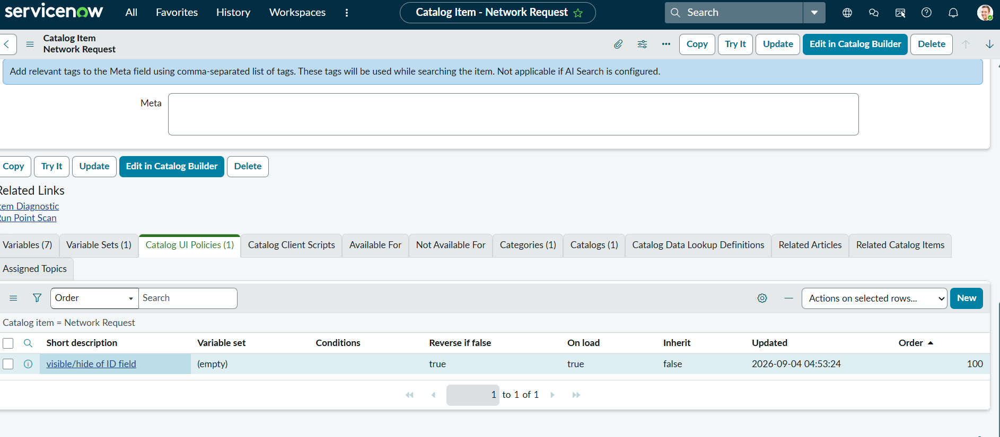 servicenow All Favorites History Workspaces Catalog Item - Network Request Search
Catalog Item
Network Request
Copy Try It Update Edit in Catalog Builder Delete
Add relevant tags to the Meta field using comma-separated list of tags. These tags will be used while searching the item. Not applicable if AI Search is configured.
Meta
Copy Try It Update Edit in Catalog Builder Delete
Related Links
tem Diagnostic
Run Point Scan
Variables (7) Variable Sets (1) Catalog UI Policies (1) Catalog Client Scripts Available For Not Available For Categories (1) Catalogs (1) Catalog Data Lookup Definitions Related Articles Related Catalog Items
Assigned Topics
Order Search Actions on selected rows... New
Catalog item = Network Request
Short description Variable set Conditions Reverse if false On load Inherit Updated Order
visible/hide of ID field (empty) true true false 2026-09-04 04:53:24 100
1 to 1 of 1